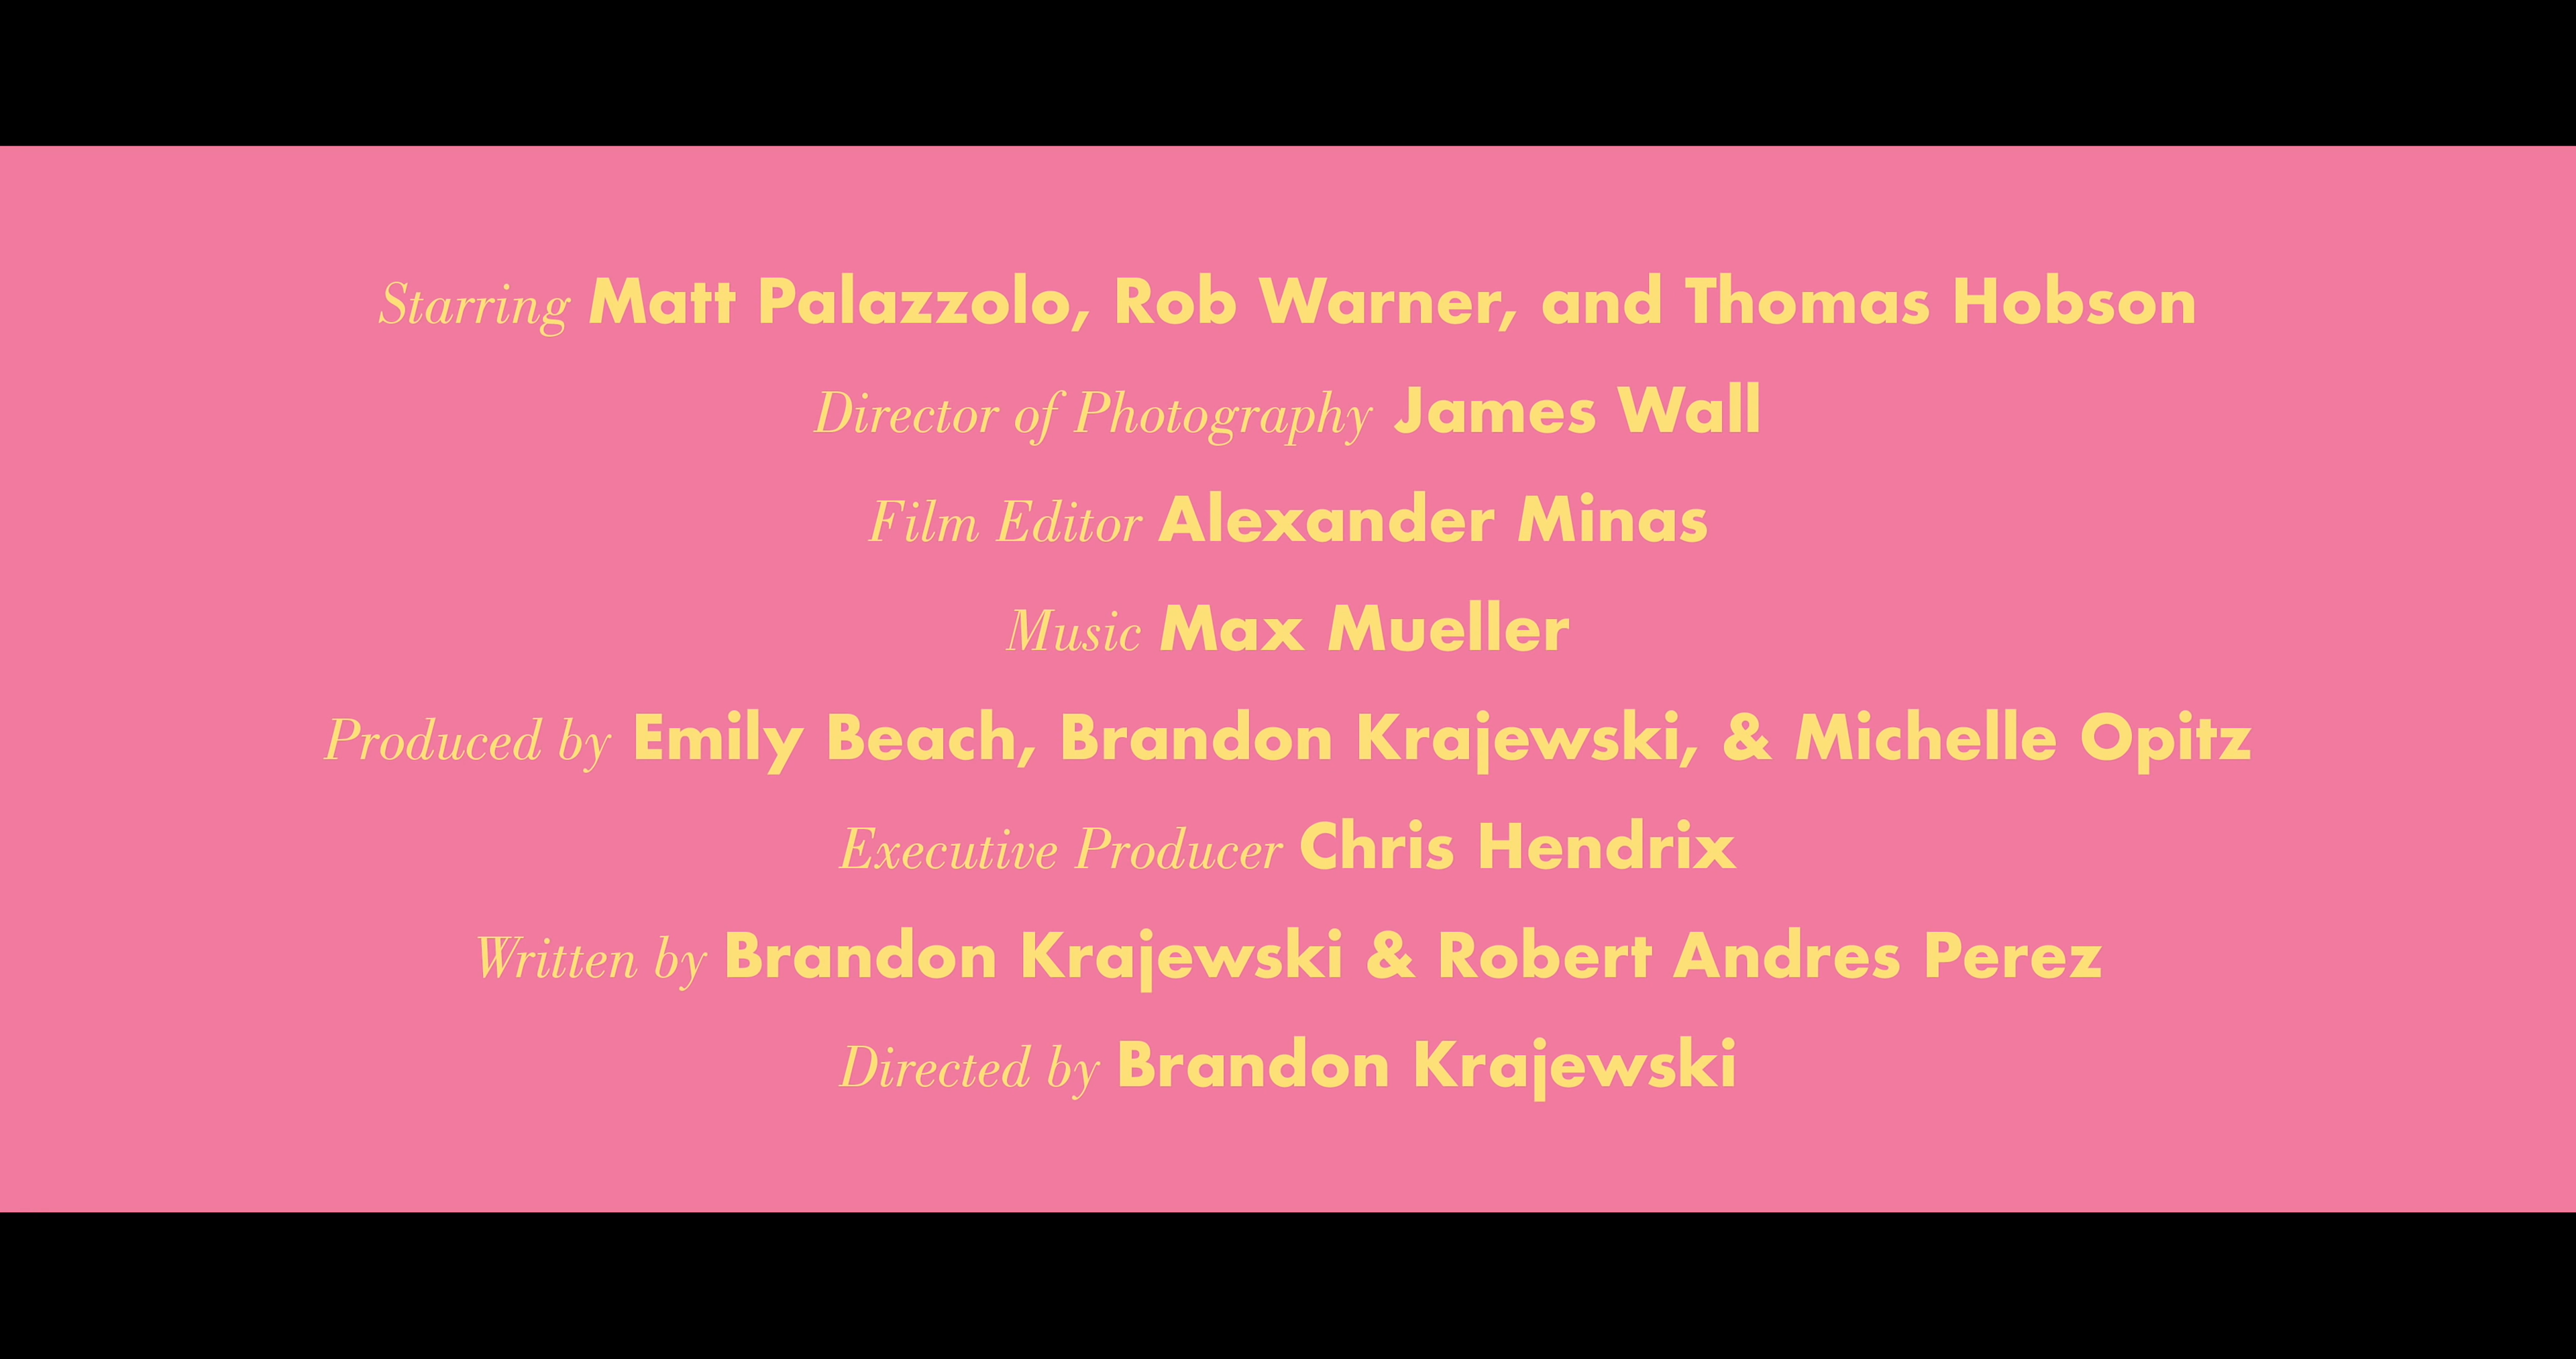 Starring Matt Palazzolo, Rob Warner, and Thomas Hobson
Director of Photography James Wall
Film Editor Alexander Minas
Music Max Mueller
Produced by Emily Beach, Brandon Krajewski, & Michelle Opitz
Executive Producer Chris Hendrix
Written by Brandon Krajewski & Robert Andres Perez
Directed by Brandon Krajewski